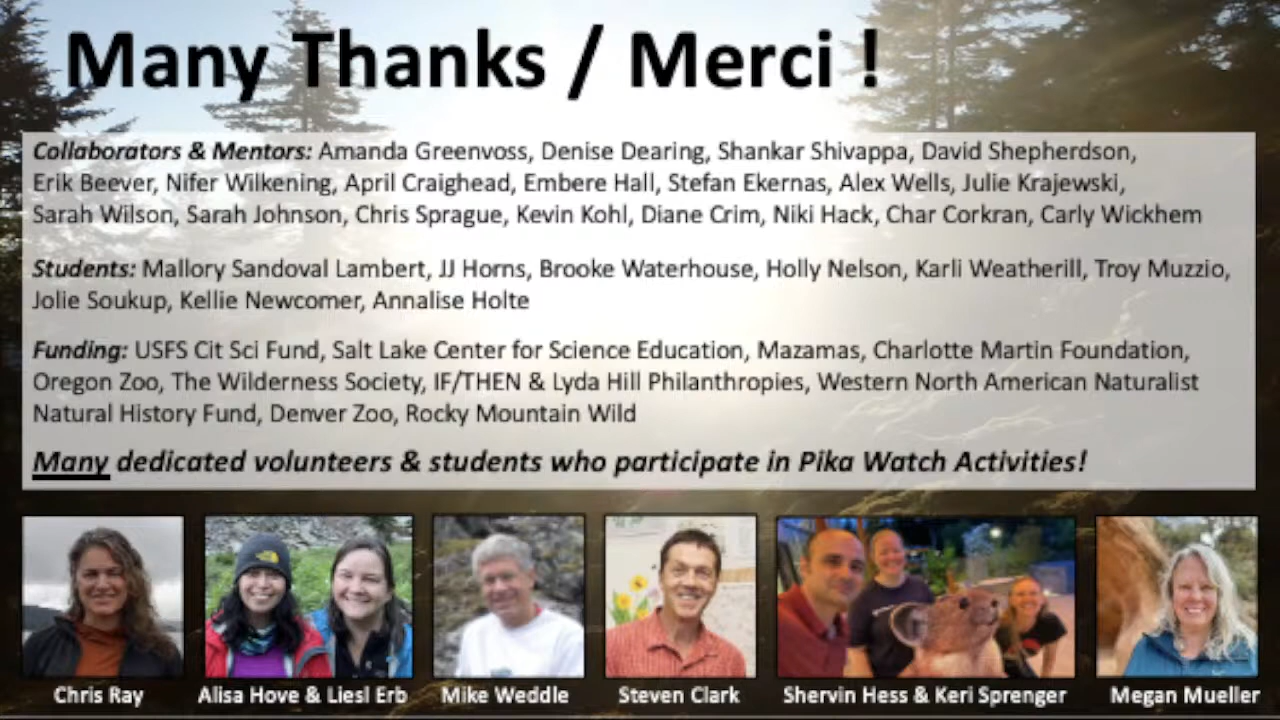 Many Thanks / Merci !
Collaborators & Mentors: Amanda Greenvoss, Denise Dearing, Shankar Shivappa, David Shepherdson,
Erik Beever, Nifer Wilkening, April Craighead, Embere Hall, Stefan Ekernas, Alex Wells, Julie Krajewski,
Sarah Wilson, Sarah Johnson, Chris Sprague, Kevin Kohl, Diane Crim, Niki Hack, Char Corkran, Carly Wickhem
Students: Mallory Sandoval Lambert, JJ Horns, Brooke Waterhouse, Holly Nelson, Karli Weatherill, Troy Muzzio,
Jolie Soukup, Kellie Newcomer, Annalise Holte
Funding: USFS Cit Sci Fund, Salt Lake Center for Science Education, Mazamas, Charlotte Martin Foundation,
Oregon Zoo, The Wilderness Society, IF/THEN & Lyda Hill Philanthropies, Western North American Naturalist
Natural History Fund, Denver Zoo, Rocky Mountain Wild
Many dedicated volunteers & students who participate in Pika Watch Activities!
Chris Ray
Alisa Hove & Liesl Erb
Mike Weddle
Steven Clark
Shervin Hess & Keri Sprenger
Megan Mueller